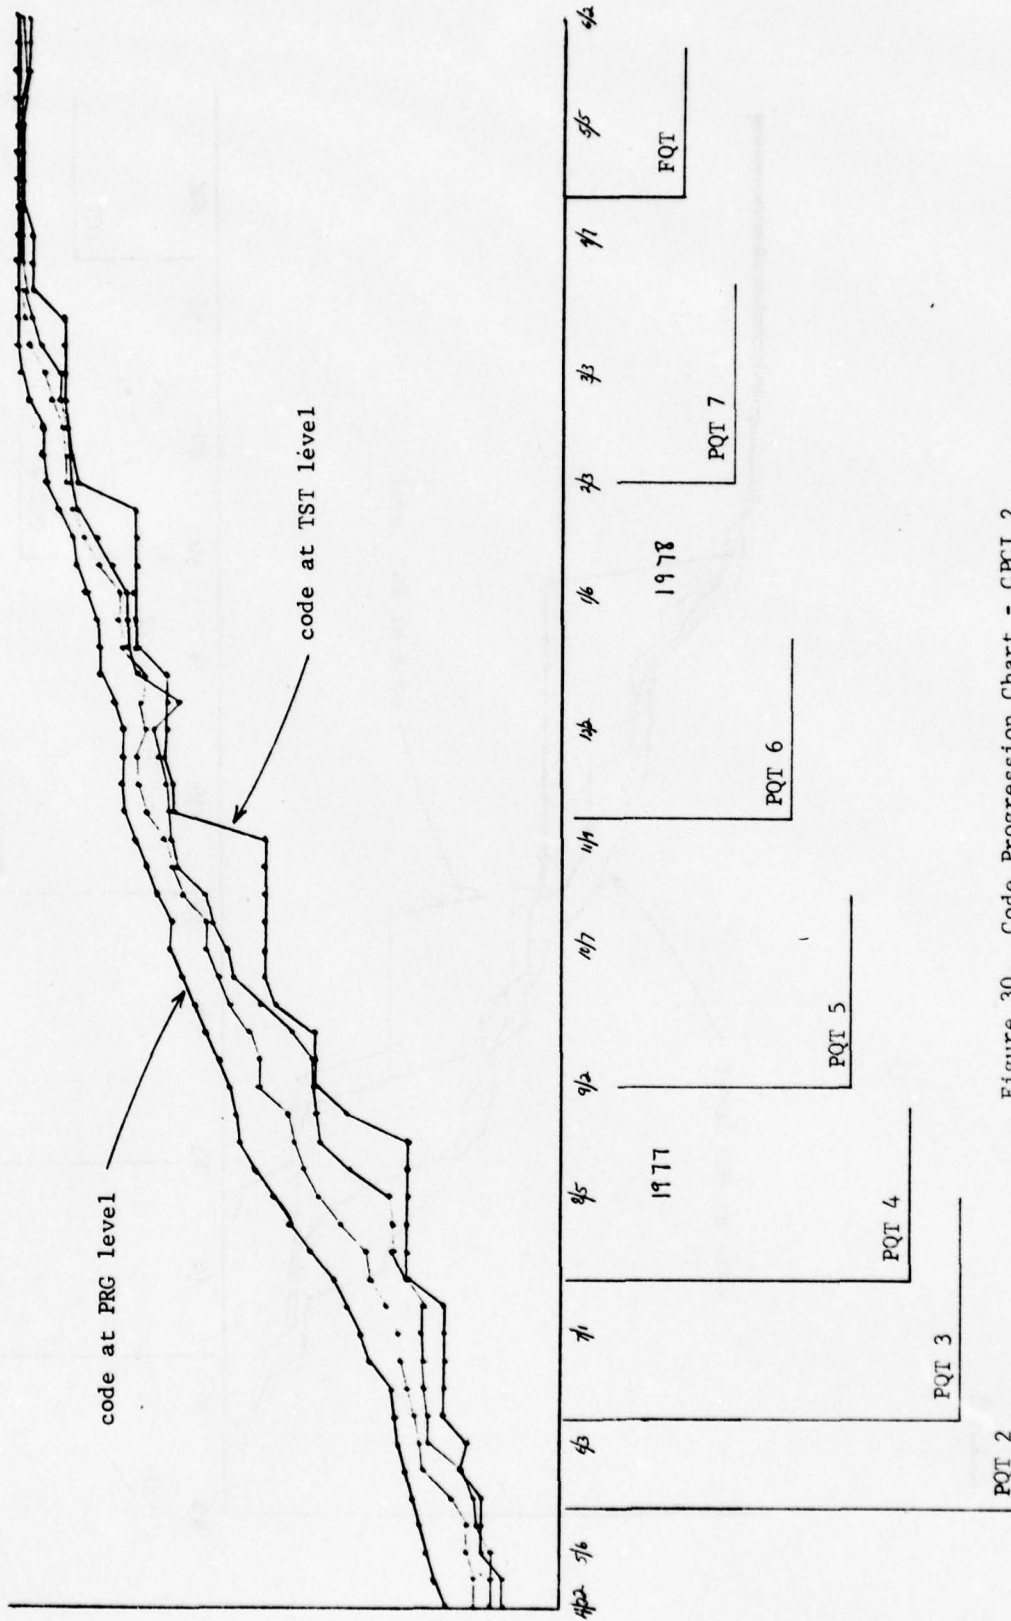 code at PRG level
code at TST level
4/22 5/6 6/3 7/1 8/5 9/2 10/7 11/4 12/2 1/6 2/3 3/3 4/7 5/5 6/2
1977
1978
PQT 2
PQT 3
PQT 4
PQT 5
PQT 6
PQT 7
FQT
Figure 30 Code Progression Chart - CPCI 2